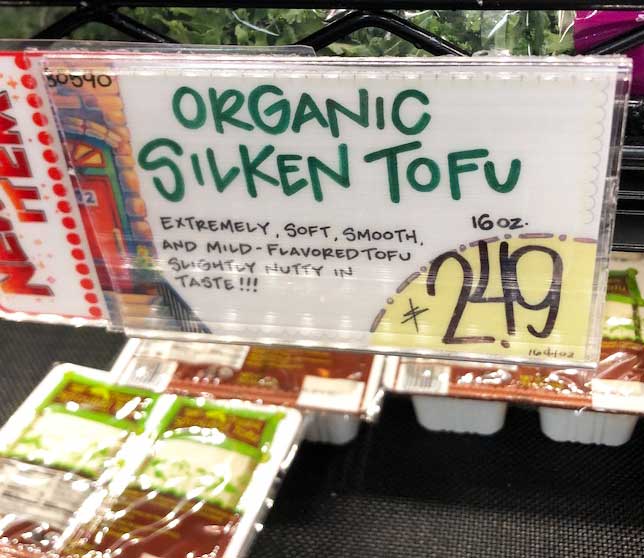 50590
NEW
ITEM
ORGANIC
SILKEN TOFU
EXTREMELY, SOFT, SMOOTH,
AND MILD-FLAVORED TOFU
SLIGHTLY NUTTY IN
TASTE!!!
16 oz.
$2.49